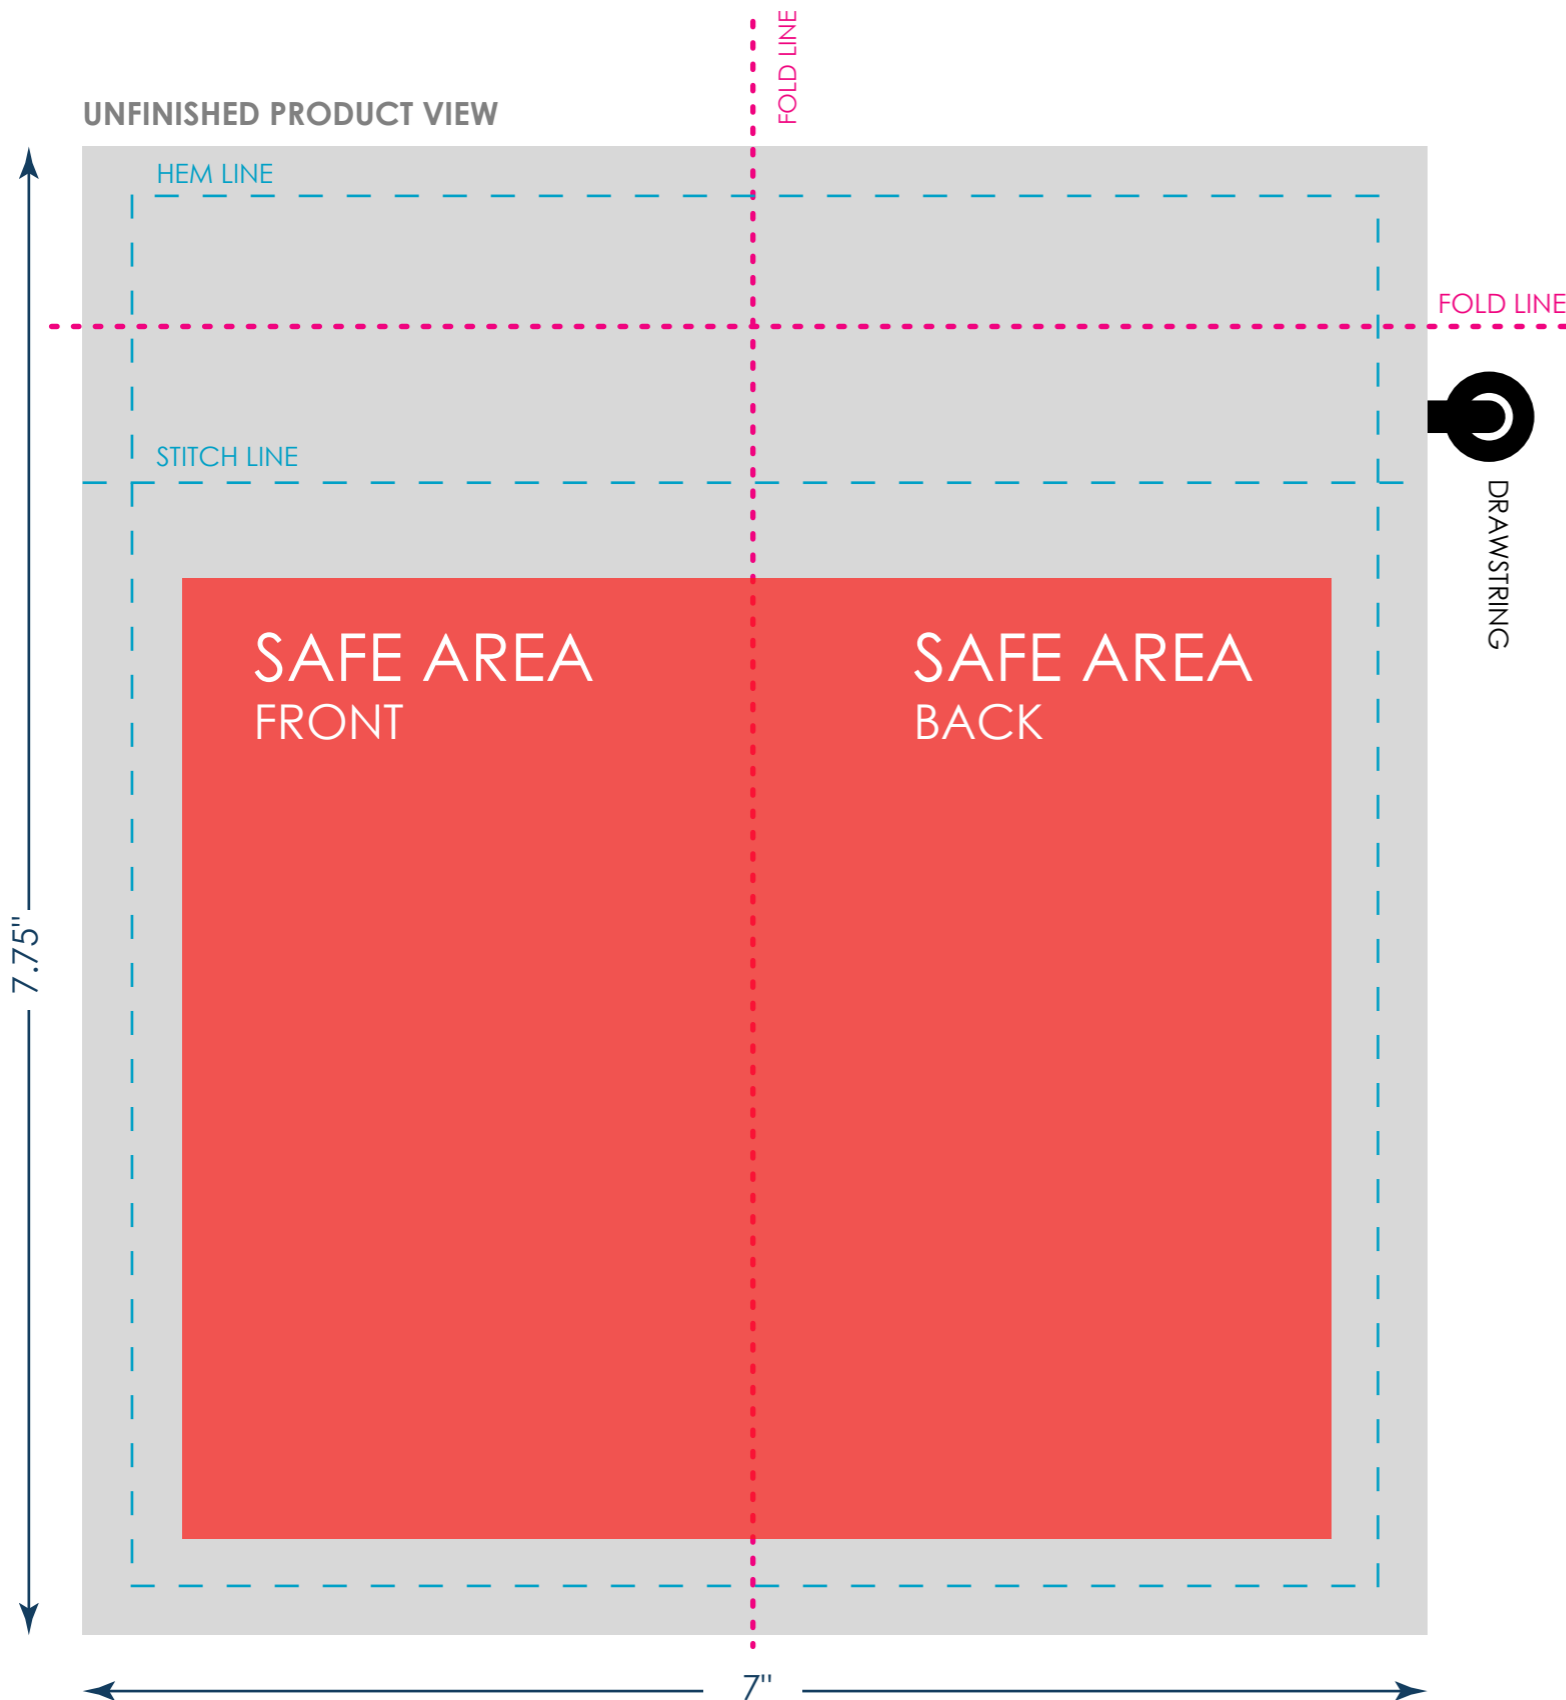 FOLD LINE
UNFINISHED PRODUCT VIEW
HEM LINE
FOLD LINE
STITCH LINE
DRAWSTRING
SAFE AREA
FRONT
SAFE AREA
BACK
7.75"
7"